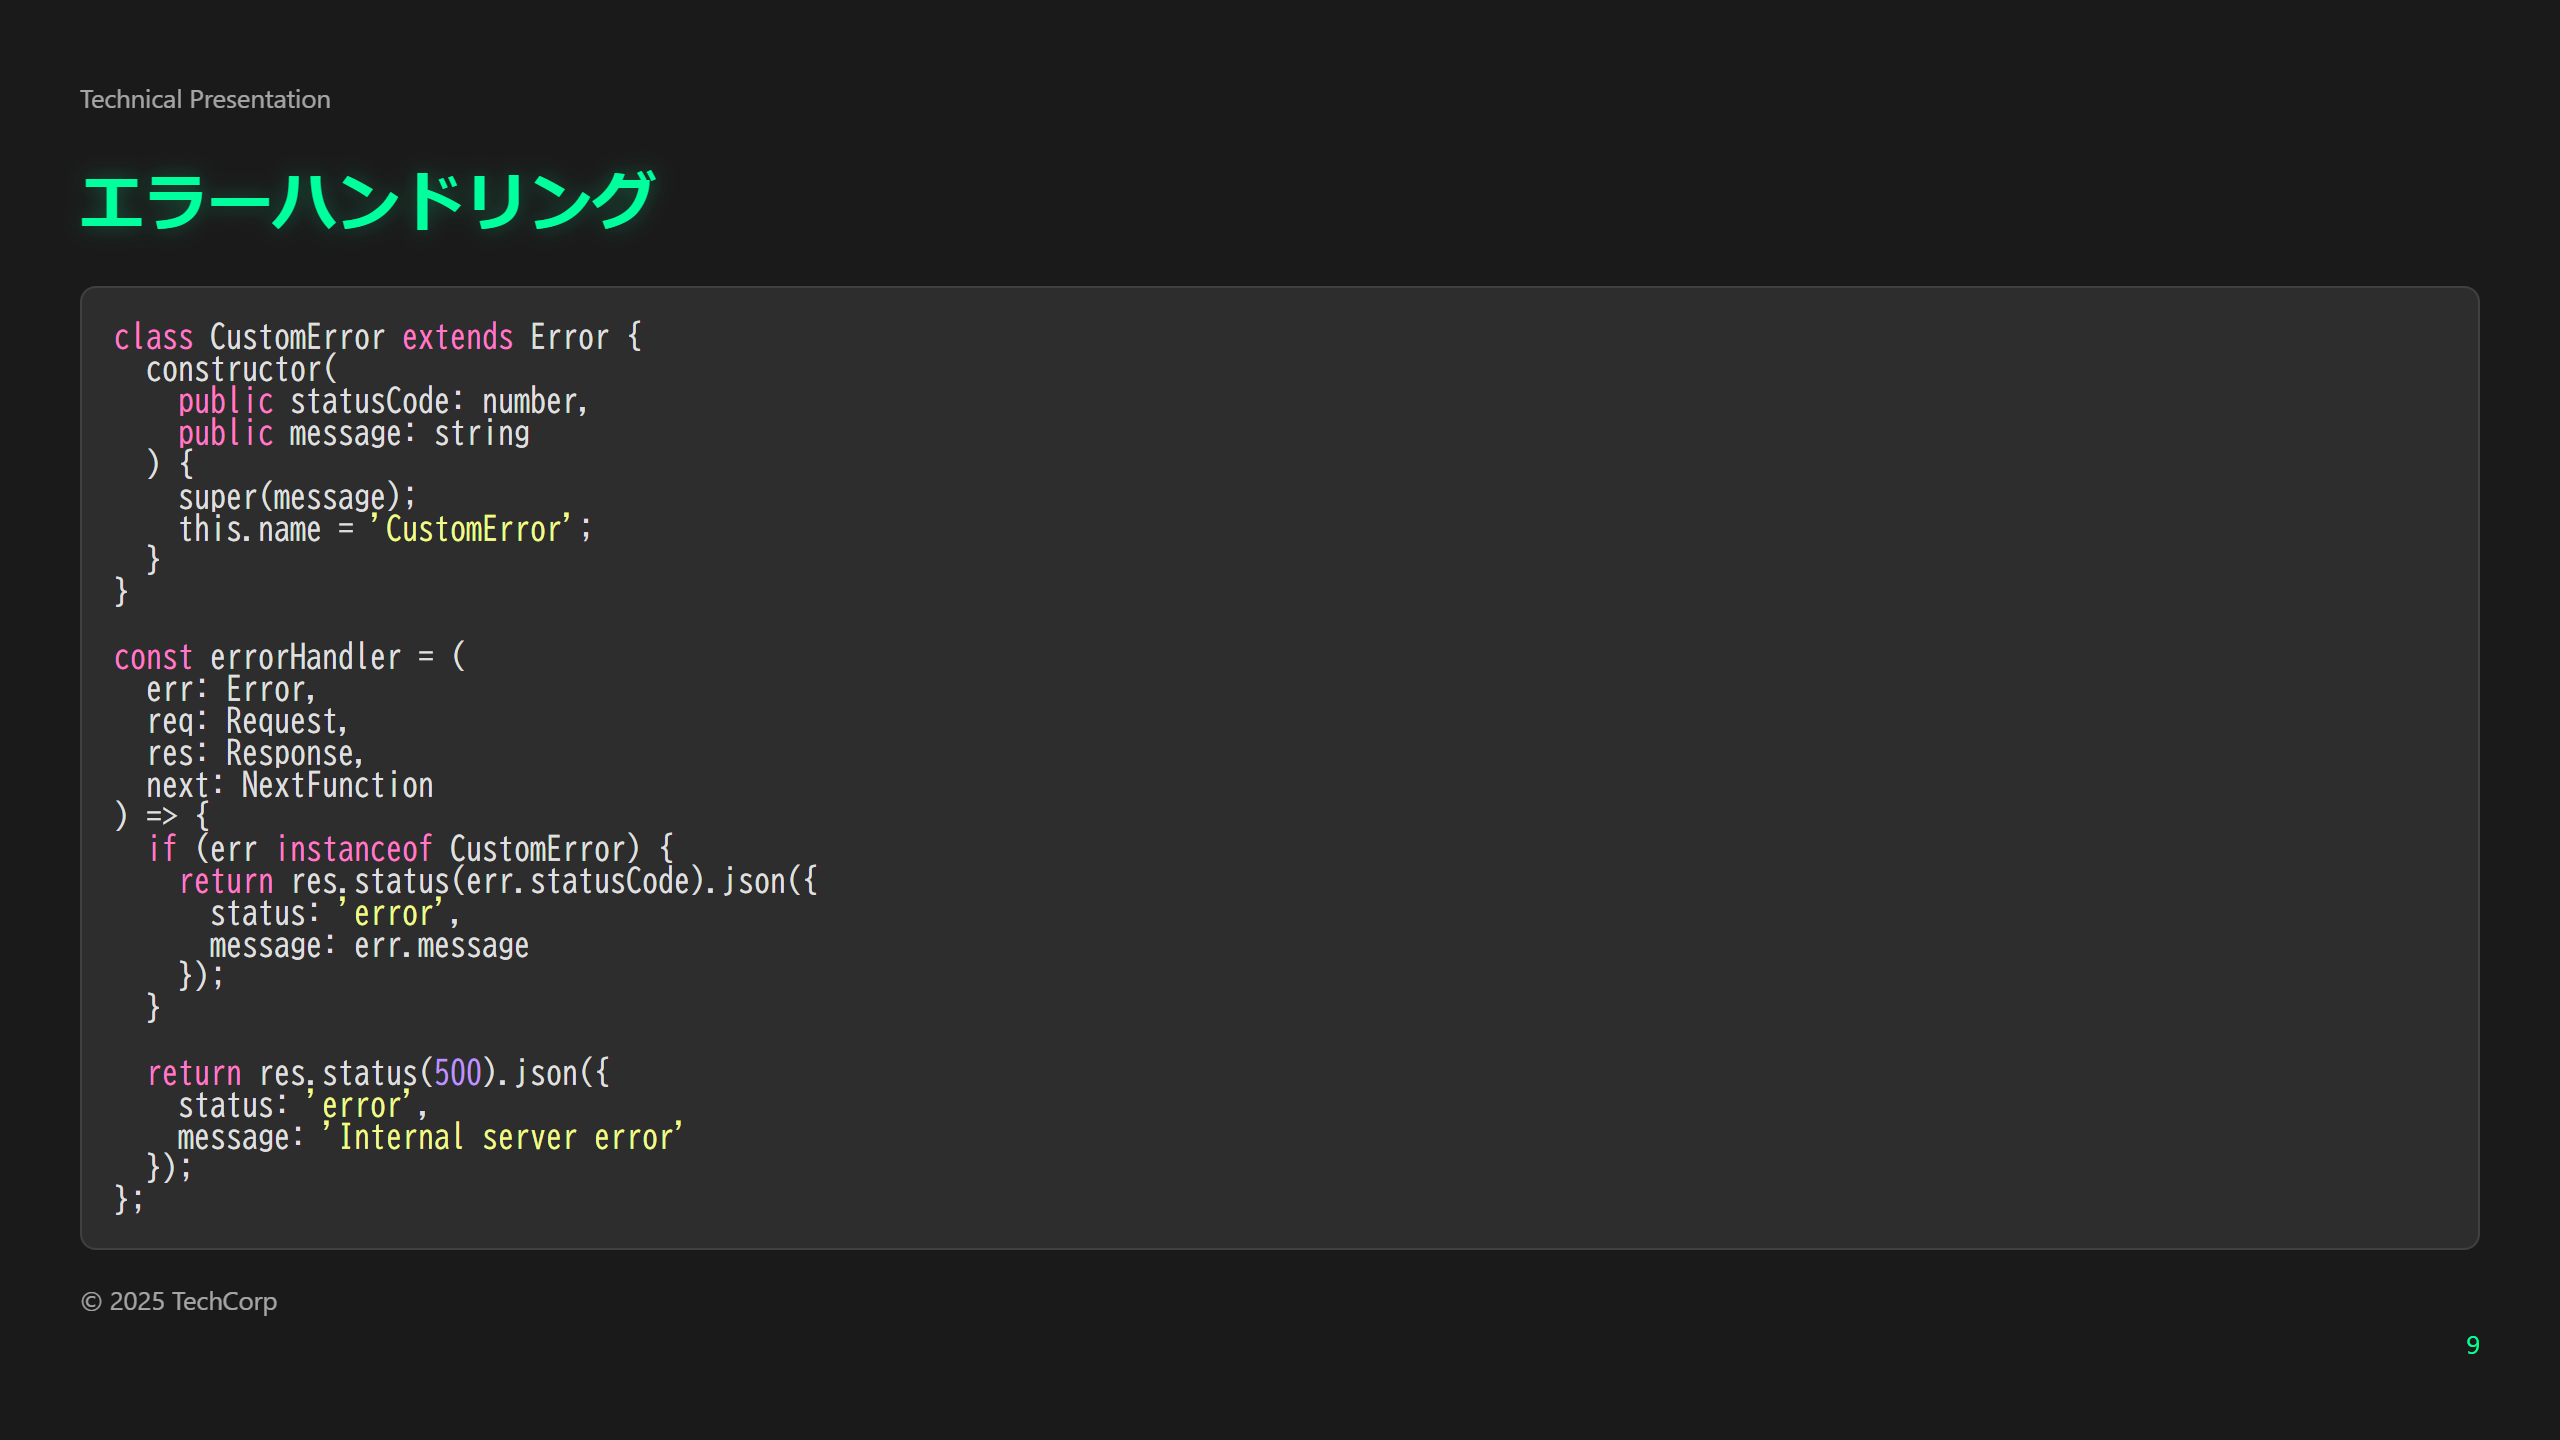 Technical Presentation
エラーハンドリング
class CustomError extends Error {
  constructor(
    public statusCode: number,
    public message: string
  ) {
    super(message);
    this.name = 'CustomError';
  }
}

const errorHandler = (
  err: Error,
  req: Request,
  res: Response,
  next: NextFunction
) => {
  if (err instanceof CustomError) {
    return res.status(err.statusCode).json({
      status: 'error',
      message: err.message
    });
  }

  return res.status(500).json({
    status: 'error',
    message: 'Internal server error'
  });
};
© 2025 TechCorp
9